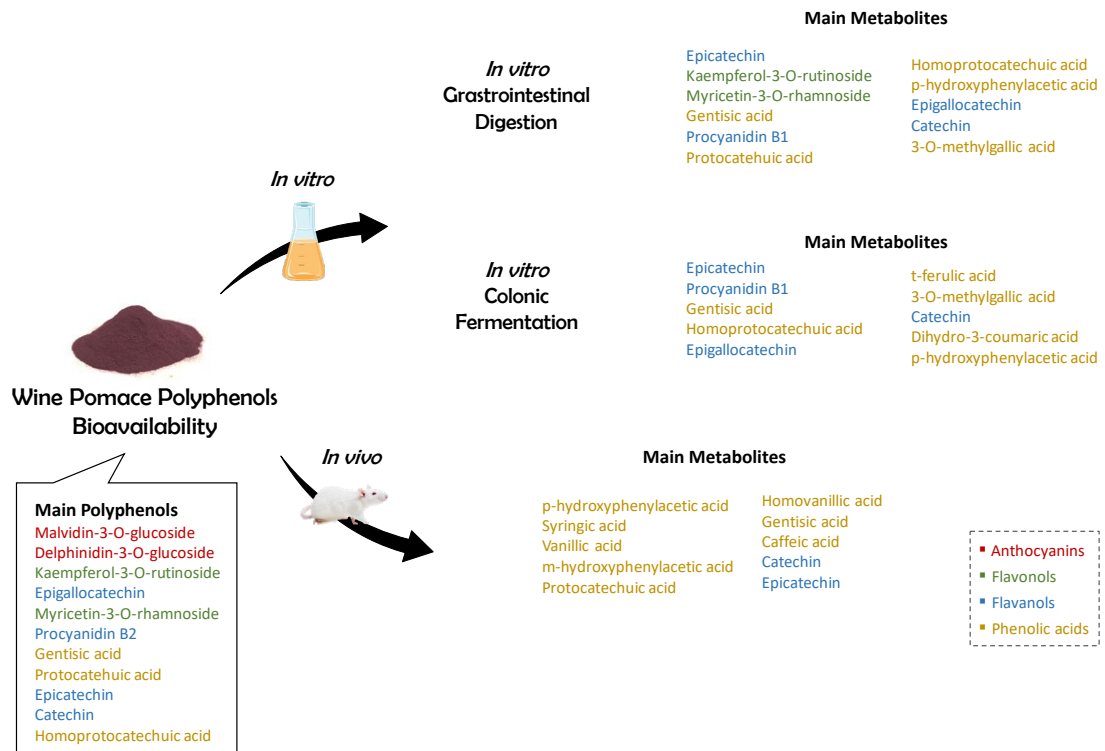 Main Metabolites
In vitro
Grastrointestinal
Digestion
Epicatechin
Kaempferol-3-O-rutinoside
Myricetin-3-O-rhamnoside
Gentisic acid
Procyanidin B1
Protocatehuic acid
Homoprotocatechuic acid
p-hydroxyphenylacetic acid
Epigallocatechin
Catechin
3-O-methylgallic acid
In vitro
Main Metabolites
In vitro
Colonic
Fermentation
Epicatechin
Procyanidin B1
Gentisic acid
Homoprotocatechuic acid
Epigallocatechin
t-ferulic acid
3-O-methylgallic acid
Catechin
Dihydro-3-coumaric acid
p-hydroxyphenylacetic acid
Wine Pomace Polyphenols
Bioavailability
In vivo
Main Metabolites
p-hydroxyphenylacetic acid
Syringic acid
Vanillic acid
m-hydroxyphenylacetic acid
Protocatechuic acid
Homovanillic acid
Gentisic acid
Caffeic acid
Catechin
Epicatechin
Main Polyphenols
Malvidin-3-O-glucoside
Delphinidin-3-O-glucoside
Kaempferol-3-O-rutinoside
Epigallocatechin
Myricetin-3-O-rhamnoside
Procyanidin B2
Gentisic acid
Protocatehuic acid
Epicatechin
Catechin
Homoprotocatechuic acid
▪ Anthocyanins
▪ Flavonols
▪ Flavanols
▪ Phenolic acids